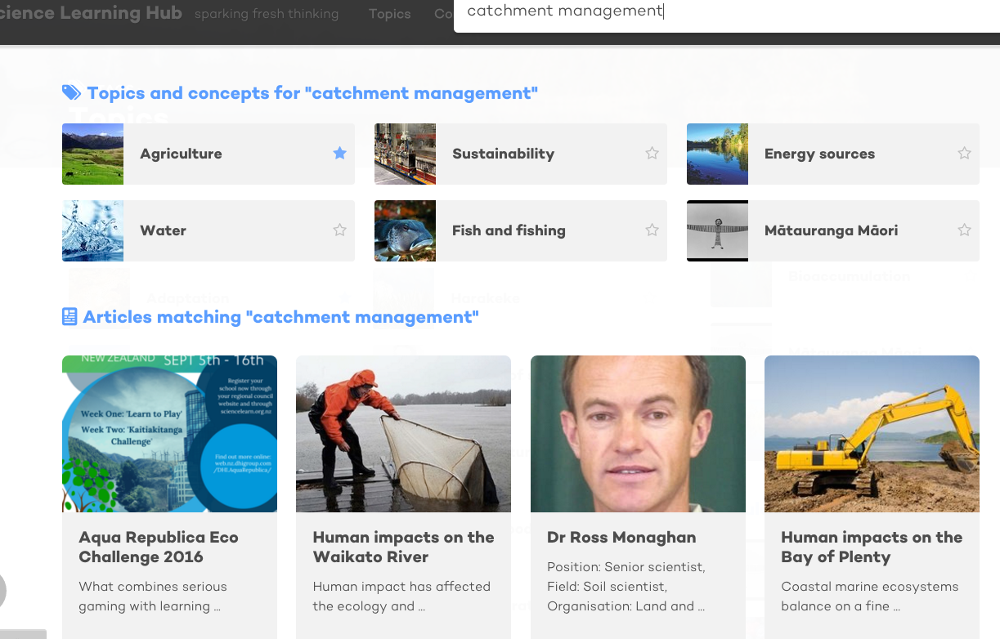 cience Learning Hub sparking fresh thinking Topics Co
catchment management
Topics and concepts for "catchment management"
Topics
Agriculture
Sustainability
Energy sources
Water
Fish and fishing
Mātauranga Māori
Adaptation
Harakeke
Bioaccumulation
Articles matching "catchment management"
Mātauranga Māori
NEW ZEALAND SEPT 5th - 16th
Register your
school now through
your regional council
website and through
sciencelearn.org.nz
Week One: 'Learn to Play'
Week Two: 'Kaitiakitanga
Challenge'
Find out more online:
web.nz.dhigroup.com
/DHI.AquaRepublica/
Aqua Republica Eco
Challenge 2016
What combines serious
gaming with learning ...
Human impacts on the
Waikato River
Human impact has affected
the ecology and ...
Dr Ross Monaghan
Position: Senior scientist,
Field: Soil scientist,
Organisation: Land and ...
Human impacts on the
Bay of Plenty
Coastal marine ecosystems
balance on a fine ...